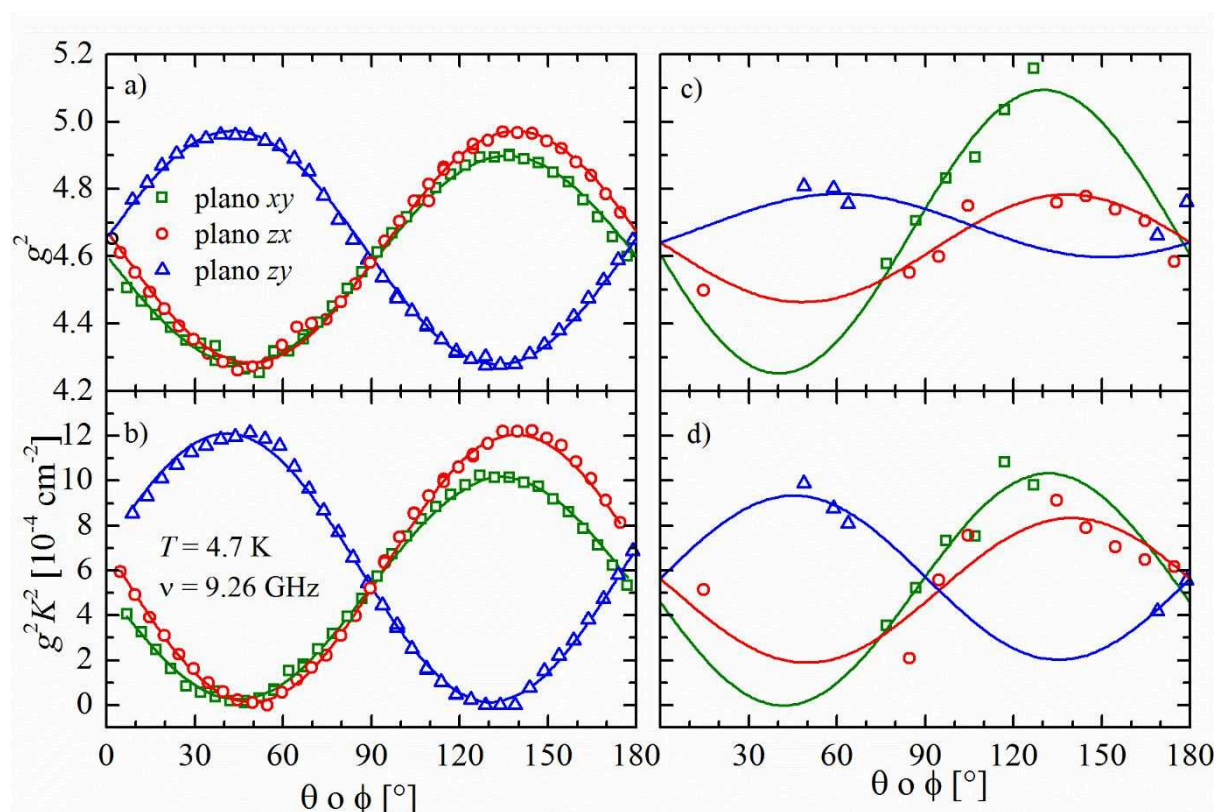 5.2
a)
c)
5.0
4.8
g²
plano xy
plano zx
4.6
plano zy
4.4
4.2
b)
d)
12
10
g²K² [10⁻⁴ cm⁻²]
8
6
T = 4.7 K
4
ν = 9.26 GHz
2
0
0 30 60 90 120 150 180 30 60 90 120 150 180
θ o ϕ [°] θ o ϕ [°]